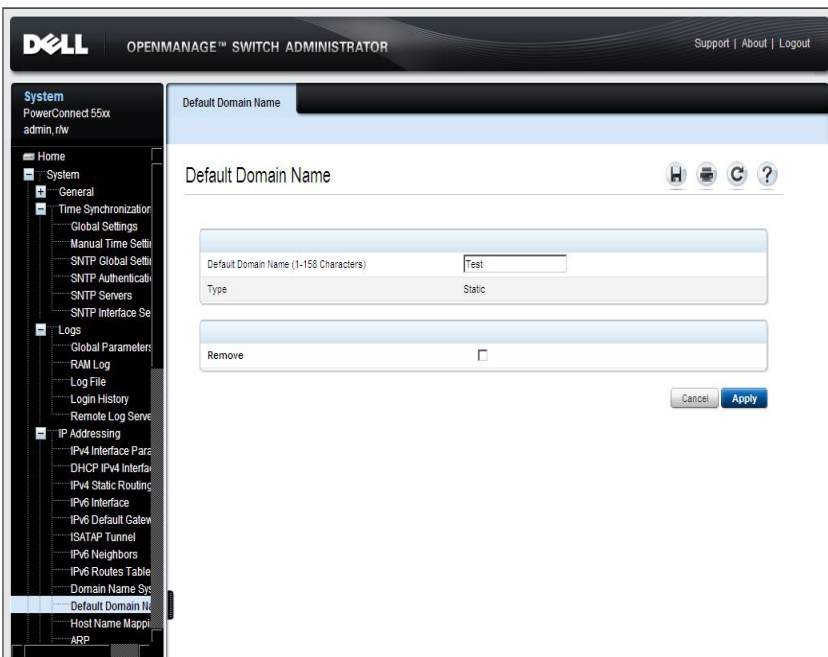 DELL
OPENMANAGE™ SWITCH ADMINISTRATOR
Support | About | Logout
System
PowerConnect 55xx
admin, r/w
Default Domain Name
Home
System
General
Time Synchronization
Global Settings
Manual Time Settin
SNTP Global Settin
SNTP Authenticati
SNTP Servers
SNTP Interface Se
Logs
Global Parameters
RAM Log
Log File
Login History
Remote Log Serve
IP Addressing
IPv4 Interface Para
DHCP IPv4 Interfac
IPv4 Static Routing
IPv6 Interface
IPv6 Default Gatew
ISATAP Tunnel
IPv6 Neighbors
IPv6 Routes Table
Domain Name Sys
Default Domain Na
Host Name Mappi
ARP
Default Domain Name
Default Domain Name (1-158 Characters)
Test
Type
Static
Remove
Cancel
Apply